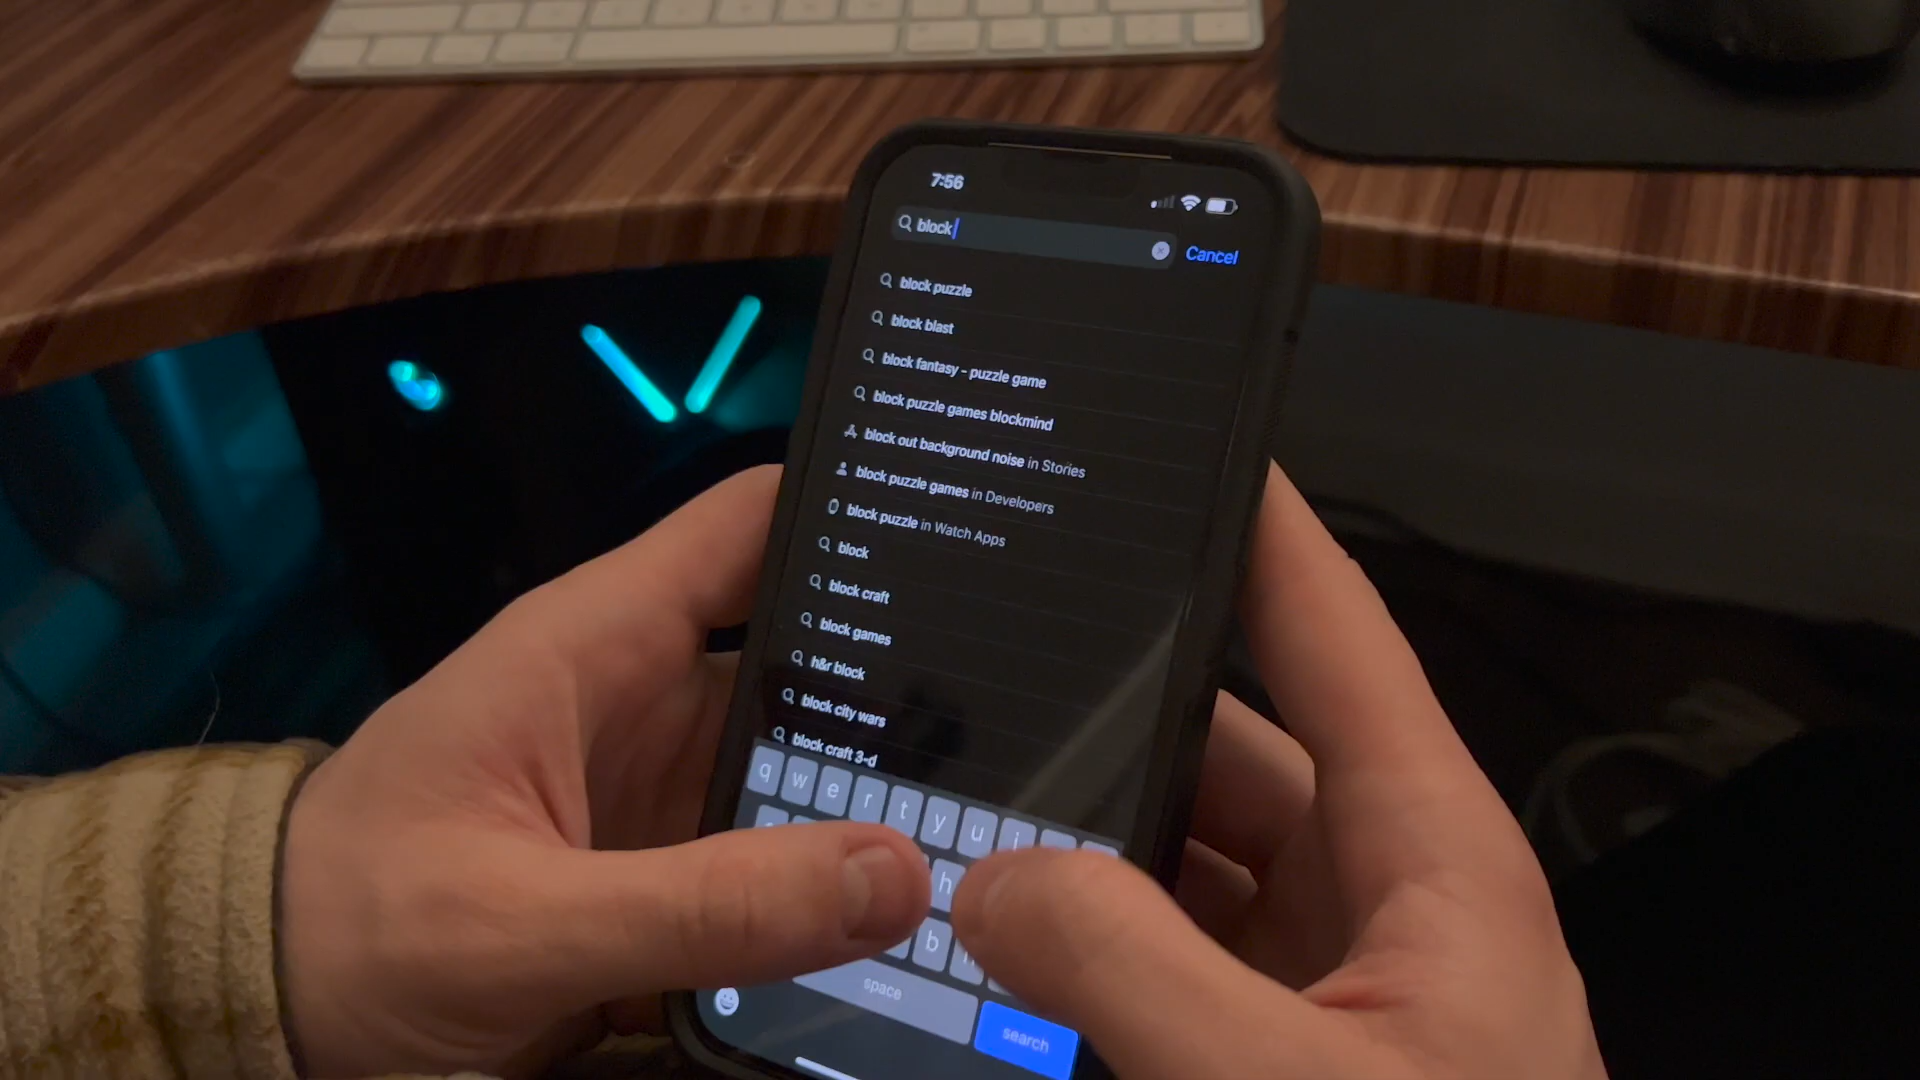 7:56
block
Cancel
block puzzle
block blast
block fantasy - puzzle game
block puzzle games blockmind
block out background noise in Stories
block puzzle games in Developers
block puzzle in Watch Apps
block
block craft
block games
h&r block
block city wars
block craft 3-d
q w e r t y u i
h
b
space
search